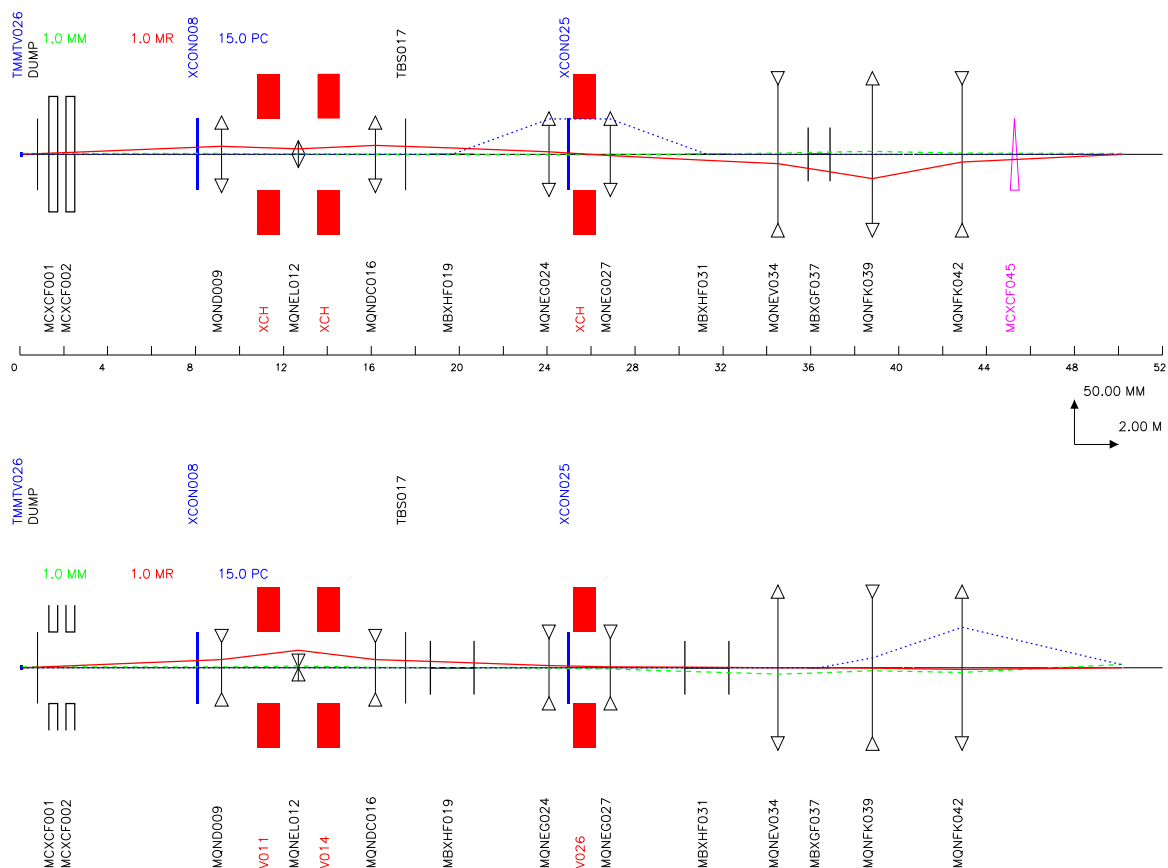 TMMTV026
DUMP
1.0 MM 1.0 MR 15.0 PC
XCON008
TBS017
XCON025
MCXCF001
MCXCF002
MQND009
XCH
MQNEL012
XCH
MQNDC016
MBXHF019
MQNEG024
XCH
MQNEG027
MBXHF031
MQNEV034
MBXGF037
MQNFK039
MQNFK042
MCXCF045
0 4 8 12 16 20 24 28 32 36 40 44 48 52
50.00 MM
2.00 M
TMMTV026
DUMP
XCON008
TBS017
XCON025
1.0 MM 1.0 MR 15.0 PC
MCXCF001
MCXCF002
MQND009
V011
MQNEL012
V014
MQNDC016
MBXHF019
MQNEG024
V026
MQNEG027
MBXHF031
MQNEV034
MBXGF037
MQNFK039
MQNFK042